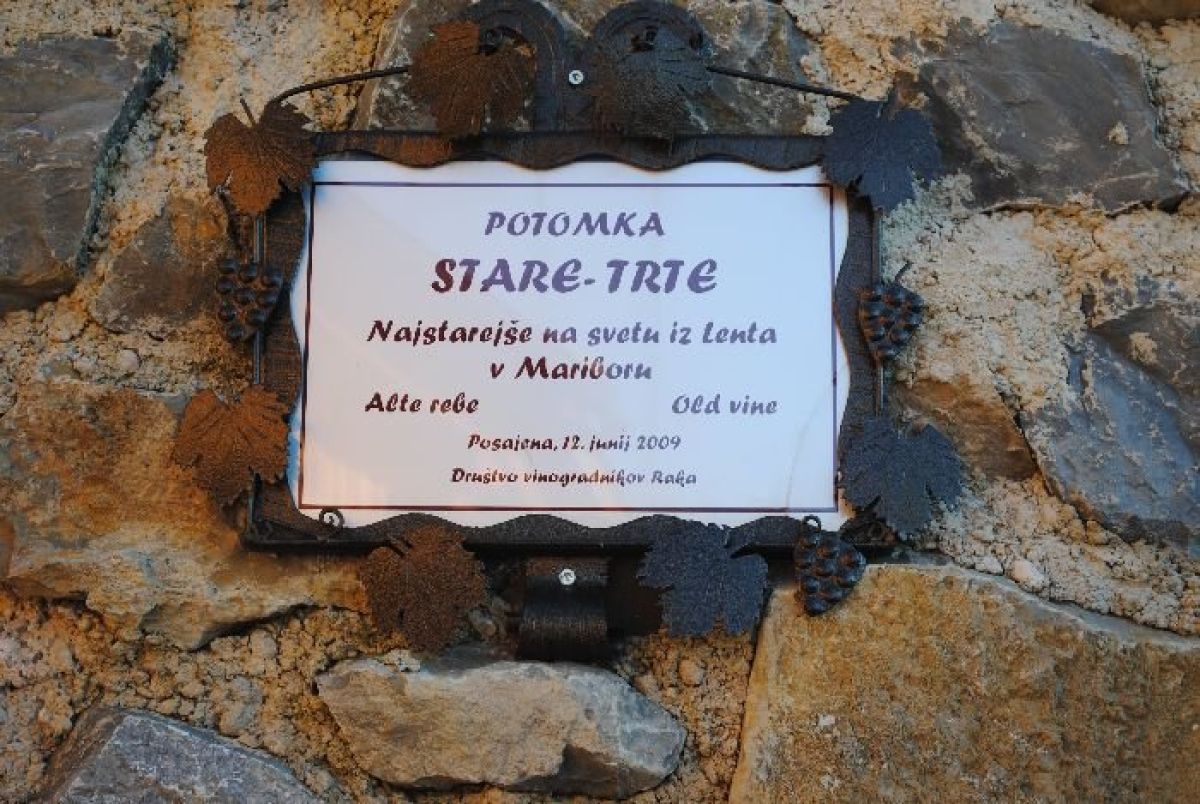 POTOMKA
STARE-TRTE
Najstarejše na svetu iz Lenta
v Mariboru
Alte rebe Old vine
Posajena, 12. junij 2009
Društvo vinogradnikov Raka